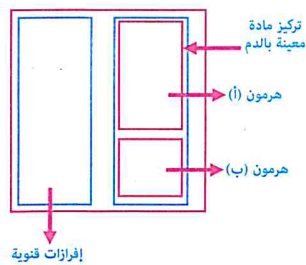 تركيز مادة
معينة بالدم
هرمون (أ)
هرمون (ب)
إفرازات قنوية